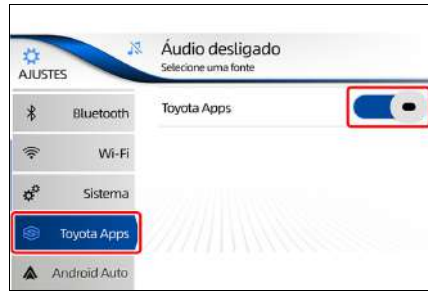 AJUSTES
Áudio desligado
Selecione uma fonte
Bluetooth
Toyota Apps
Wi-Fi
Sistema
Toyota Apps
Android Auto